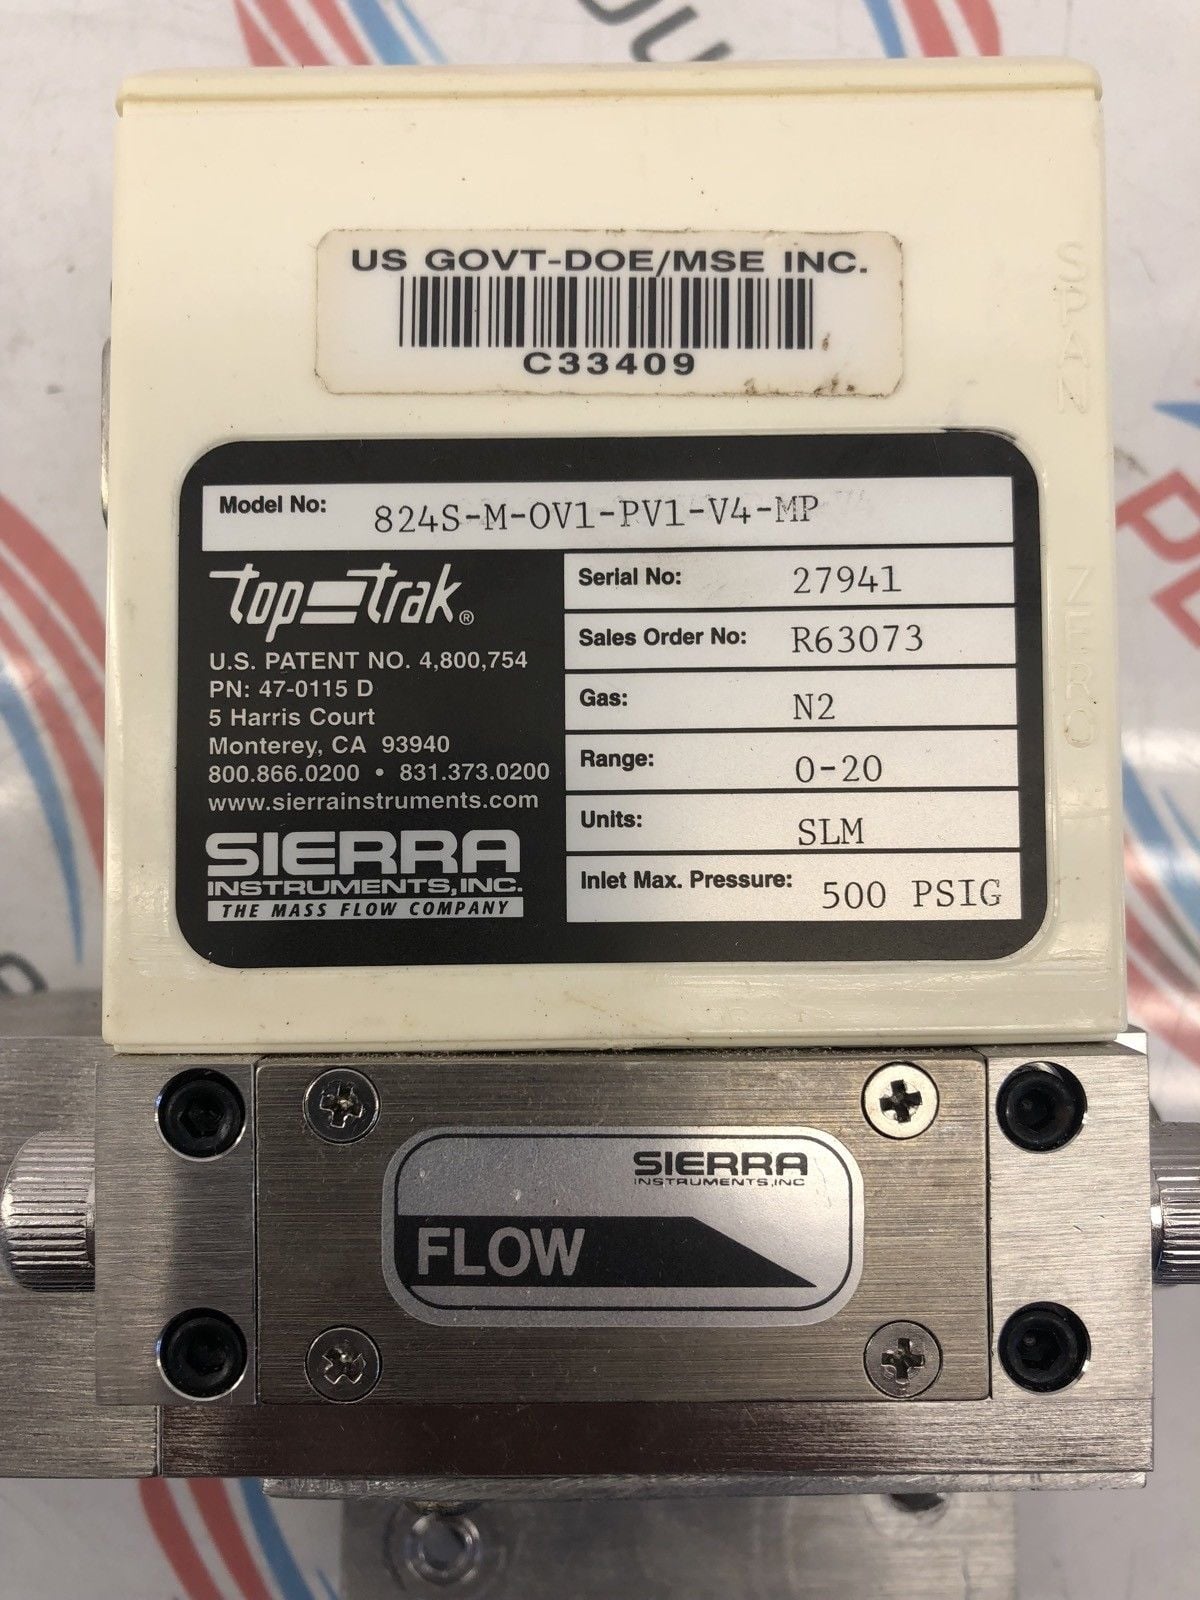 US GOVT-DOE/MSE INC.
C33409
SPAN
ZERO
Model No: 824S-M-OV1-PV1-V4-MP
top-trak®
U.S. PATENT NO. 4,800,754
PN: 47-0115 D
5 Harris Court
Monterey, CA 93940
800.866.0200 • 831.373.0200
www.sierrainstruments.com
SIERRA
INSTRUMENTS, INC.
THE MASS FLOW COMPANY
Serial No: 27941
Sales Order No: R63073
Gas: N2
Range: 0-20
Units: SLM
Inlet Max. Pressure: 500 PSIG
SIERRA
INSTRUMENTS, INC
FLOW